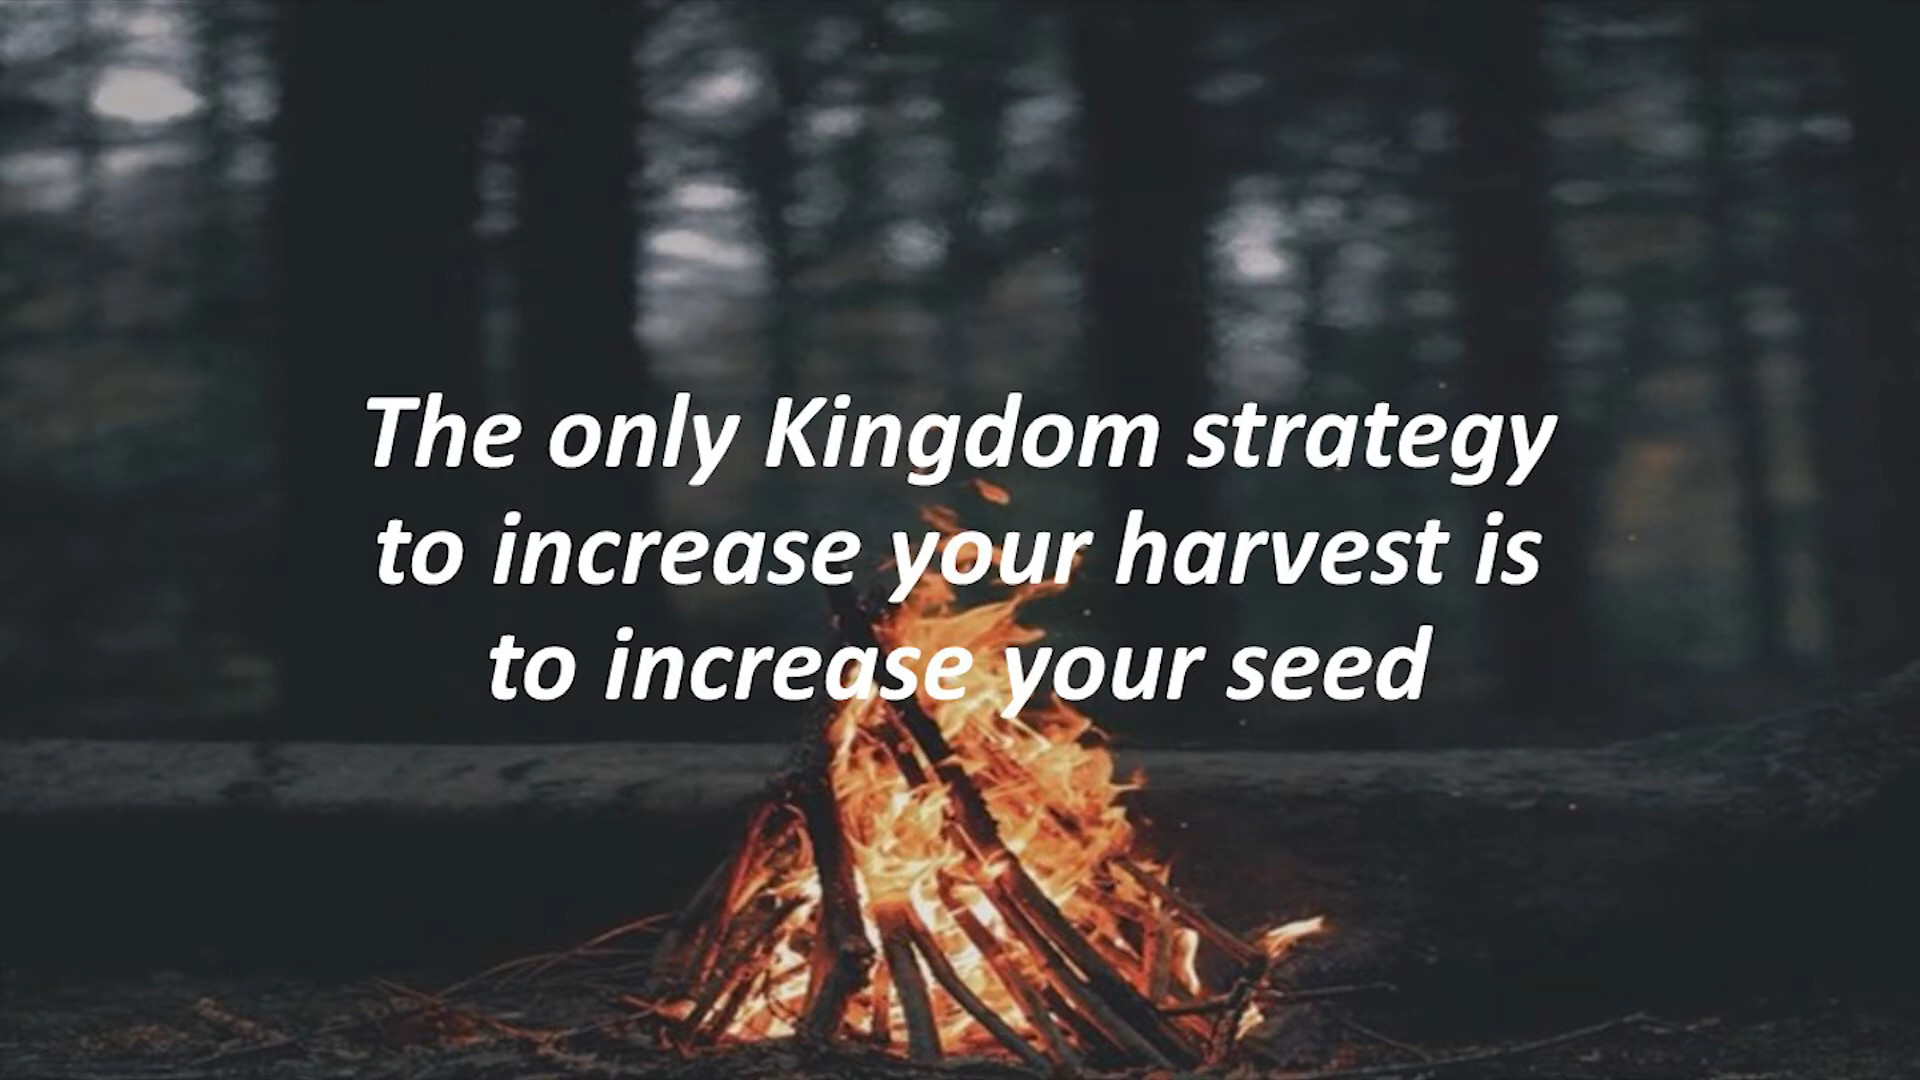 The only Kingdom strategy
to increase your harvest is
to increase your seed